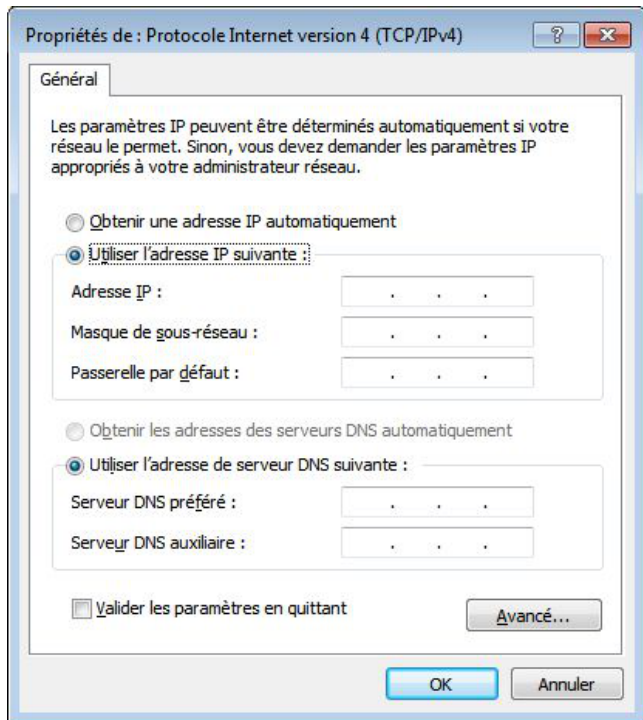 Propriétés de : Protocole Internet version 4 (TCP/IPv4)
Général
Les paramètres IP peuvent être déterminés automatiquement si votre
réseau le permet. Sinon, vous devez demander les paramètres IP
appropriés à votre administrateur réseau.
Obtenir une adresse IP automatiquement
Utiliser l'adresse IP suivante :
Adresse IP : . . .
Masque de sous-réseau : . . .
Passerelle par défaut : . . .
Obtenir les adresses des serveurs DNS automatiquement
Utiliser l'adresse de serveur DNS suivante :
Serveur DNS préféré : . . .
Serveur DNS auxiliaire : . . .
Valider les paramètres en quittant
Avancé...
OK Annuler